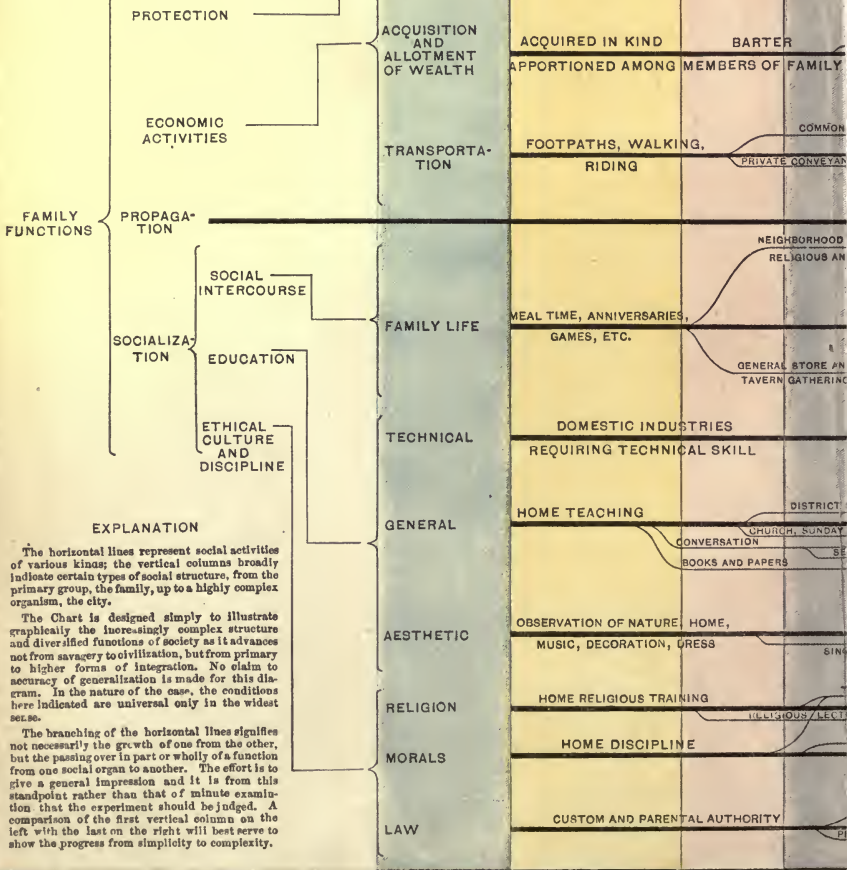 PROTECTION
ECONOMIC
ACTIVITIES
FAMILY
FUNCTIONS
PROPAGA-
TION
SOCIALIZA-
TION
SOCIAL
INTERCOURSE
EDUCATION
ETHICAL
CULTURE
AND
DISCIPLINE
ACQUISITION
AND
ALLOTMENT
OF WEALTH
TRANSPORTA-
TION
FAMILY LIFE
TECHNICAL
GENERAL
AESTHETIC
RELIGION
MORALS
LAW
ACQUIRED IN KIND BARTER
APPORTIONED AMONG MEMBERS OF FAMILY
COMMON
FOOTPATHS, WALKING,
RIDING
PRIVATE CONVEYAN
NEIGHBORHOOD
RELIGIOUS AN
MEAL TIME, ANNIVERSARIES,
GAMES, ETC.
GENERAL STORE AN
TAVERN GATHERING
DOMESTIC INDUSTRIES
REQUIRING TECHNICAL SKILL
DISTRICT
HOME TEACHING
CHURCH, SUNDAY
CONVERSATION
SE
BOOKS AND PAPERS
OBSERVATION OF NATURE, HOME,
MUSIC, DECORATION, DRESS
SING
HOME RELIGIOUS TRAINING
RELIGIOUS LECT
HOME DISCIPLINE
CUSTOM AND PARENTAL AUTHORITY
EXPLANATION
The horizontal lines represent social activities
of various kinds; the vertical columns broadly
indicate certain types of social structure, from the
primary group, the family, up to a highly complex
organism, the city.
The Chart is designed simply to illustrate
graphically the increasingly complex structure
and diversified functions of society as it advances
not from savagery to civilization, but from primary
to higher forms of integration. No claim to
accuracy of generalization is made for this dia-
gram. In the nature of the case, the conditions
here indicated are universal only in the widest
sense.
The branching of the horizontal lines signifies
not necessarily the growth of one from the other,
but the passing over in part or wholly of a function
from one social organ to another. The effort is to
give a general impression and it is from this
standpoint rather than that of minute examin-
tion that the experiment should be judged. A
comparison of the first vertical column on the
left with the last on the right will best serve to
show the progress from simplicity to complexity.